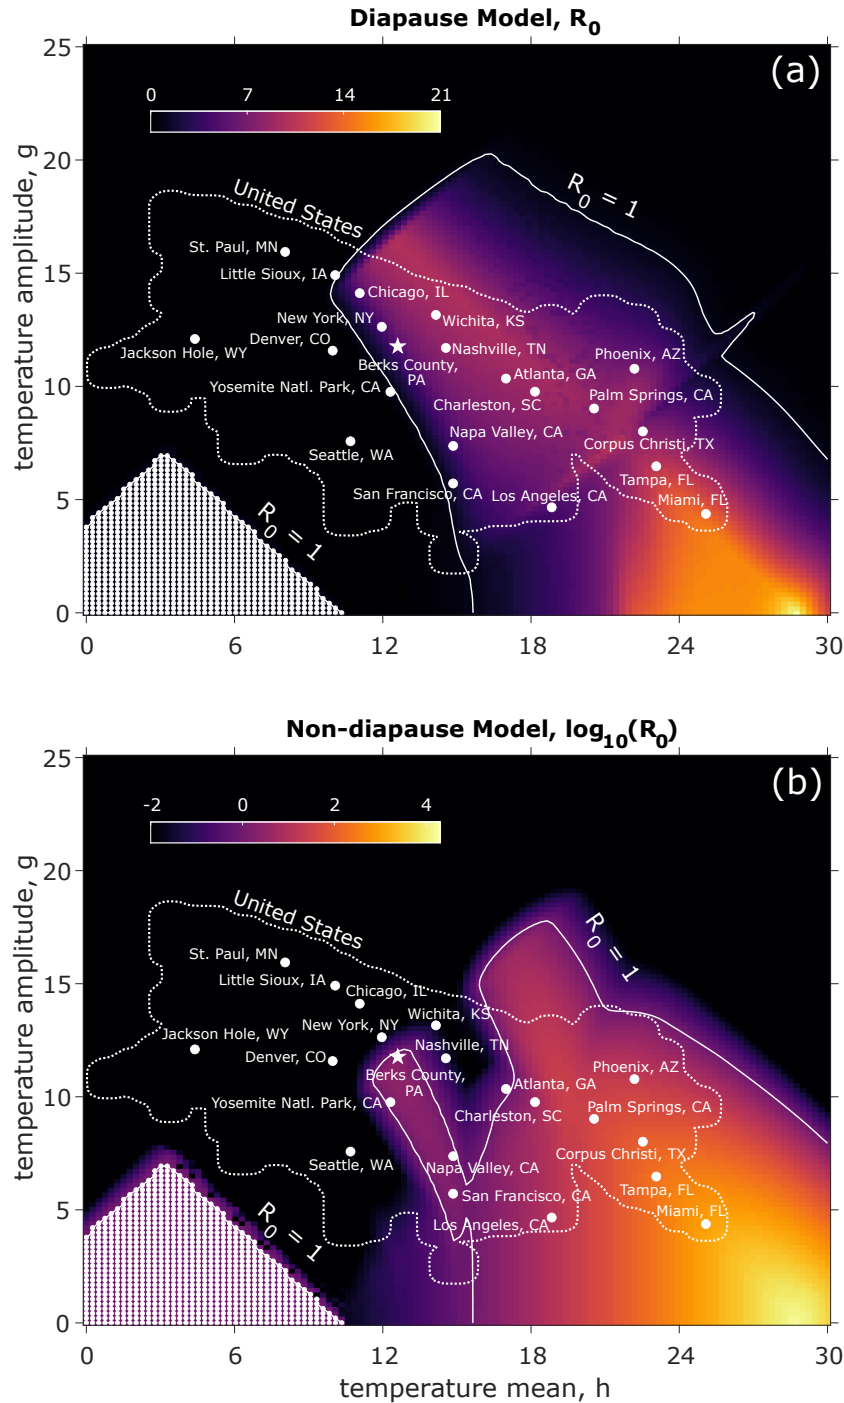 Diapause Model, R0
(a)
25
20
15
10
5
0
temperature amplitude, g
0 7 14 21
R0 = 1
United States
St. Paul, MN
Little Sioux, IA
Chicago, IL
New York, NY
Wichita, KS
Denver, CO
Nashville, TN
Jackson Hole, WY
Berks County,
PA
Phoenix, AZ
Atlanta, GA
Yosemite Natl. Park, CA
Palm Springs, CA
Charleston, SC
Napa Valley, CA
Corpus Christi, TX
Seattle, WA
Tampa, FL
San Francisco, CA
Los Angeles, CA
Miami, FL
R0 = 1
0 6 12 18 24 30
Non-diapause Model, log10(R0)
(b)
25
20
15
10
5
0
temperature amplitude, g
-2 0 2 4
United States
R0 = 1
St. Paul, MN
Little Sioux, IA
Chicago, IL
Wichita, KS
New York, NY
Jackson Hole, WY
Nashville, TN
Denver, CO
Berks County,
PA
Phoenix, AZ
Atlanta, GA
Yosemite Natl. Park, CA
Palm Springs, CA
Charleston, SC
Corpus Christi, TX
Seattle, WA
Napa Valley, CA
Tampa, FL
San Francisco, CA
Miami, FL
Los Angeles, CA
R0 = 1
0 6 12 18 24 30
temperature mean, h